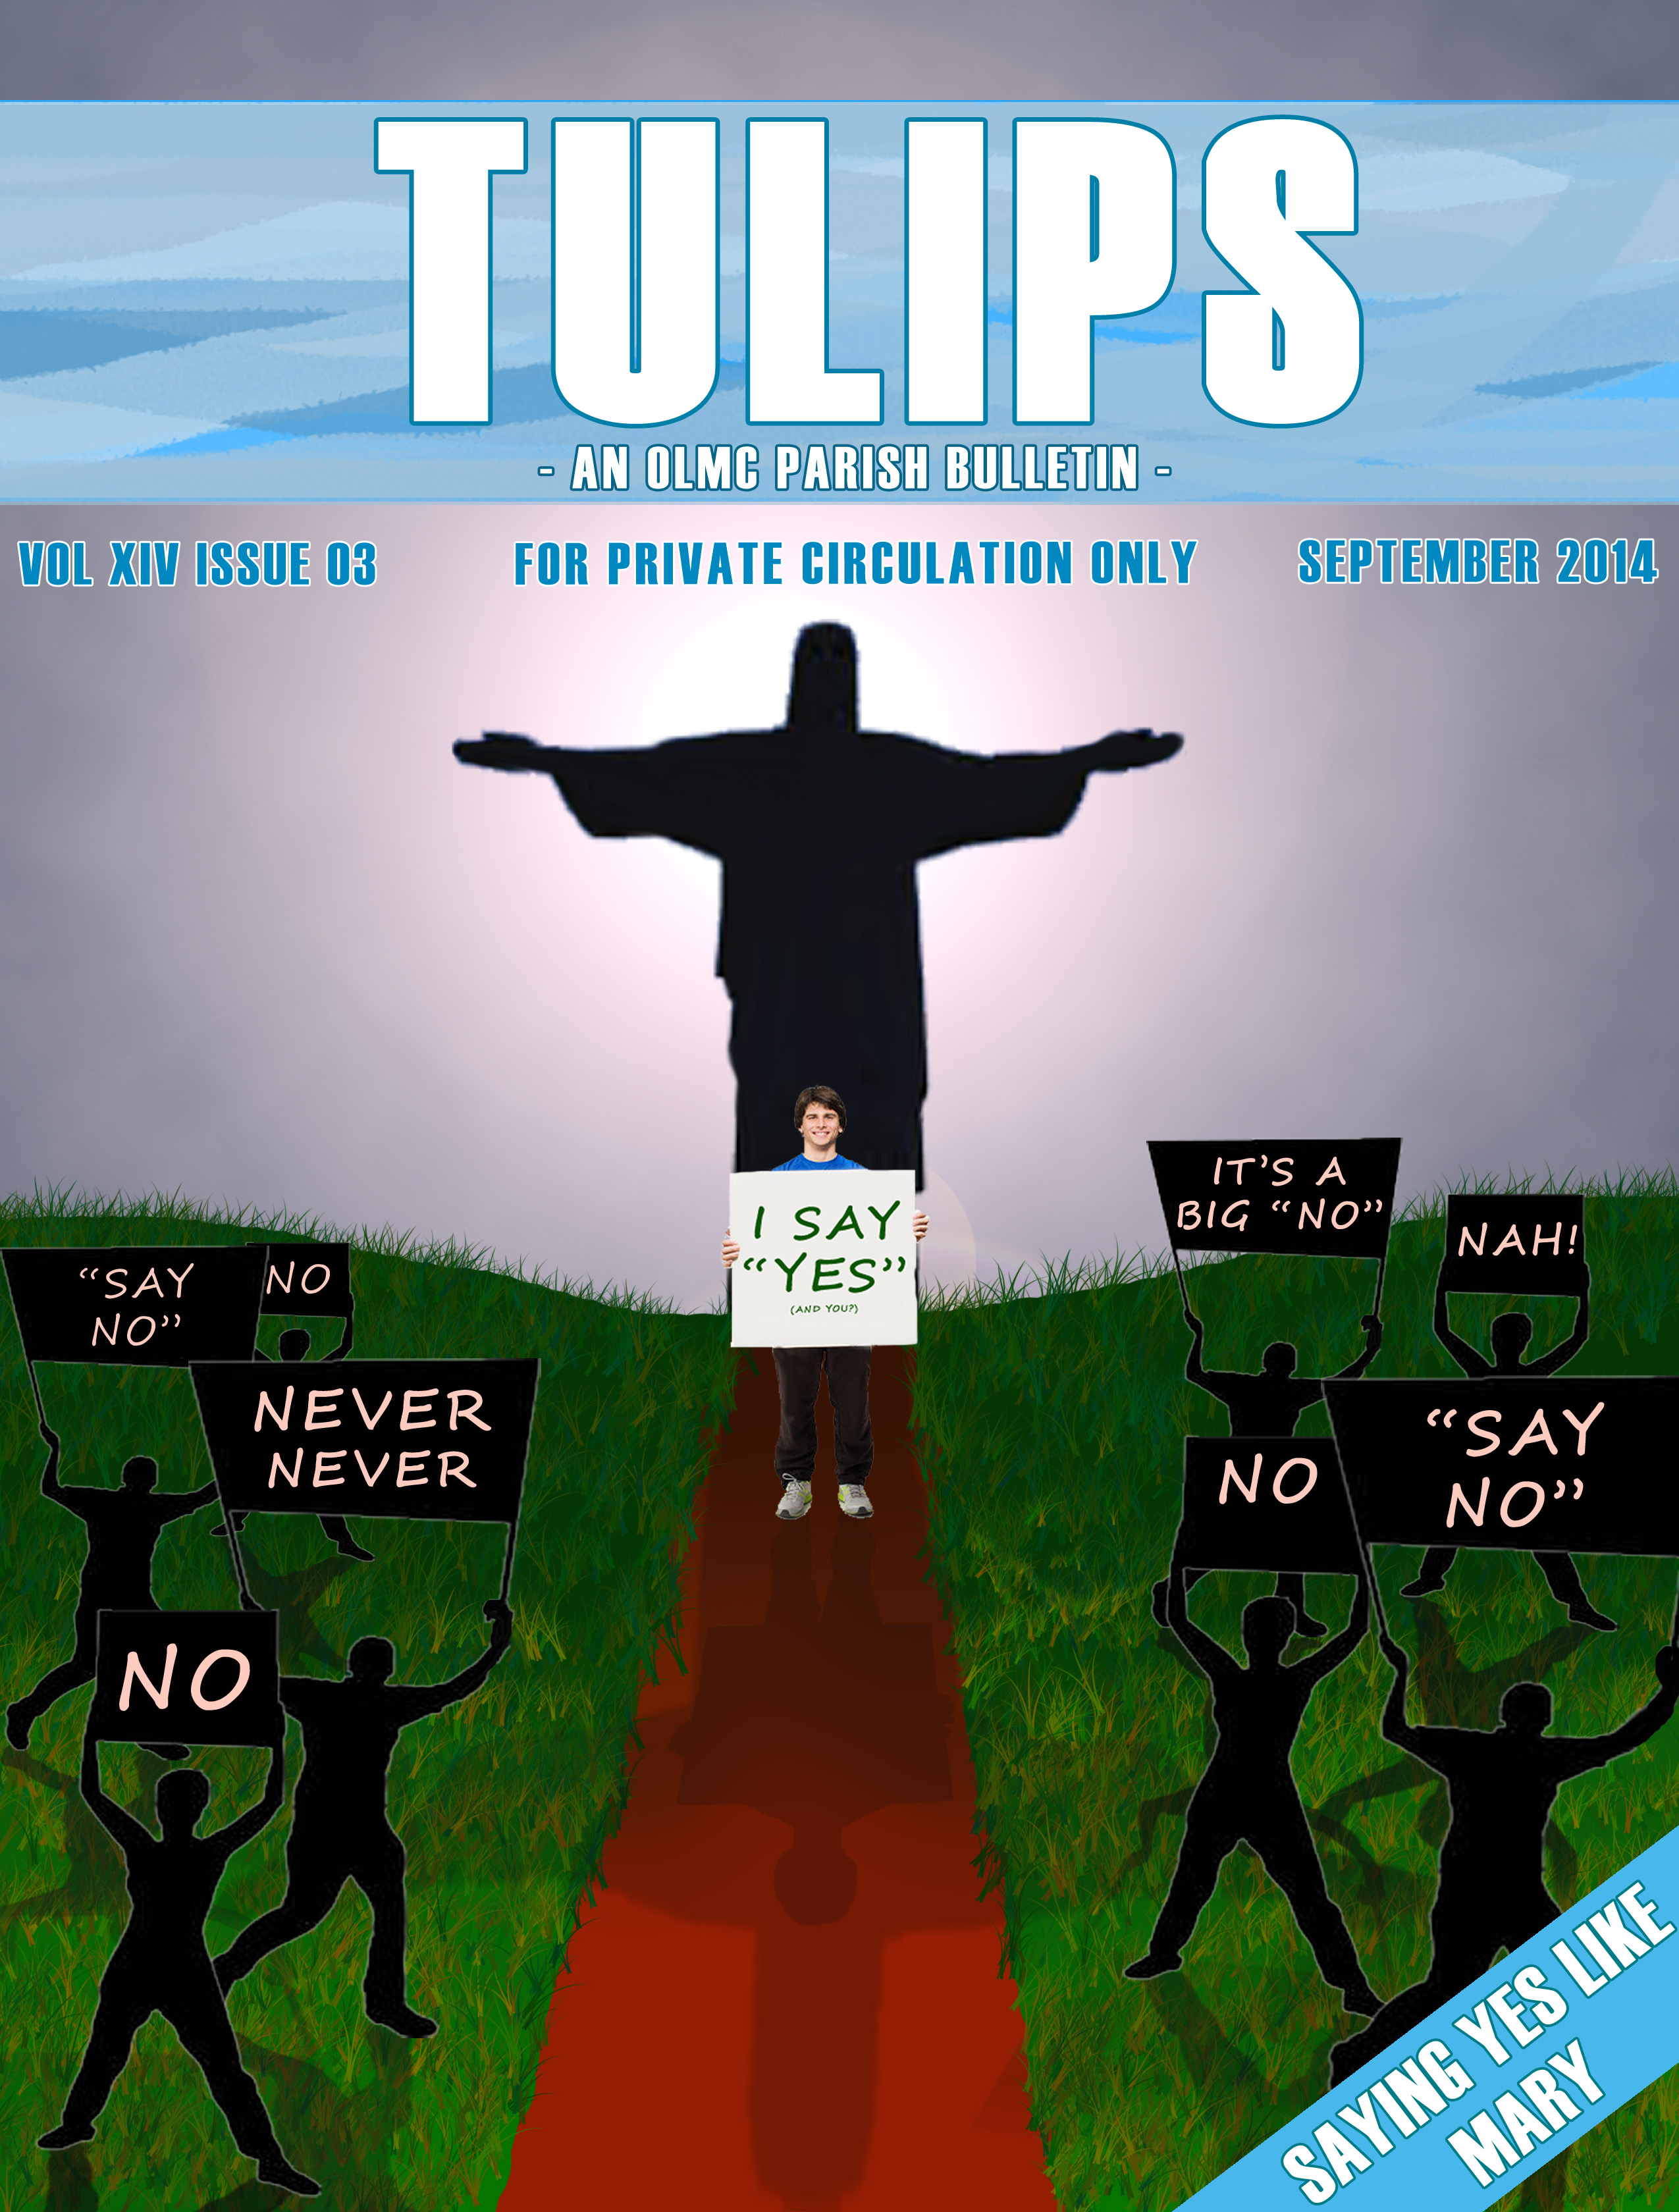 TULIPS
- AN OLMC PARISH BULLETIN -
VOL XIV ISSUE 03
FOR PRIVATE CIRCULATION ONLY
SEPTEMBER 2014
I SAY
“YES”
(AND YOU?)
“SAY
NO”
NO
NEVER
NEVER
NO
IT’S A
BIG “NO”
NAH!
NO
“SAY
NO”
SAYING YES LIKE
MARY